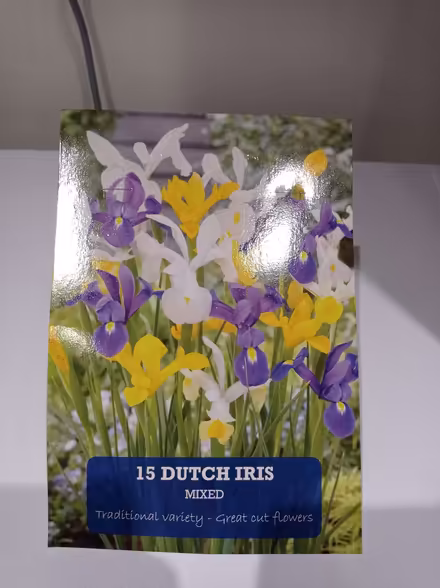 15 DUTCH IRIS
MIXED
Traditional variety - Great cut flowers